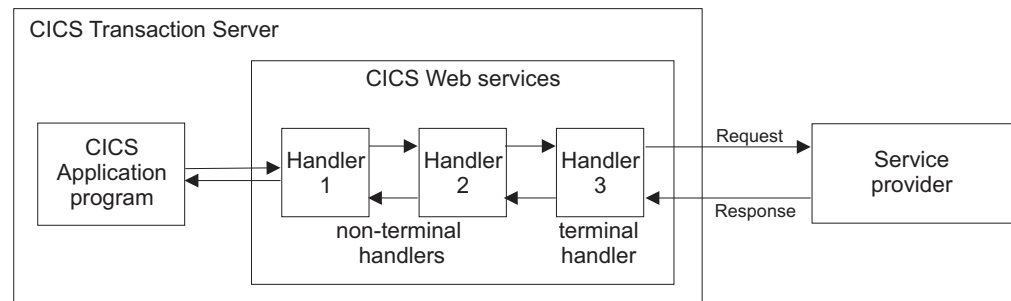 CICS Transaction Server
CICS Web services
CICS
Application
program
Handler
1
Handler
2
Handler
3
Request
Response
Service
provider
non-terminal
handlers
terminal
handler